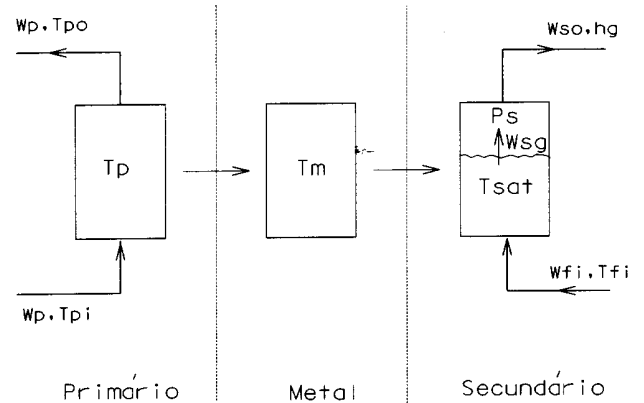 Wp.Tpo
Wso.hg
Ps
Wsg
Tp
Tm
Tsat
Wfi.Tfi
Wp.Tpi
Primário
Metal
Secundário